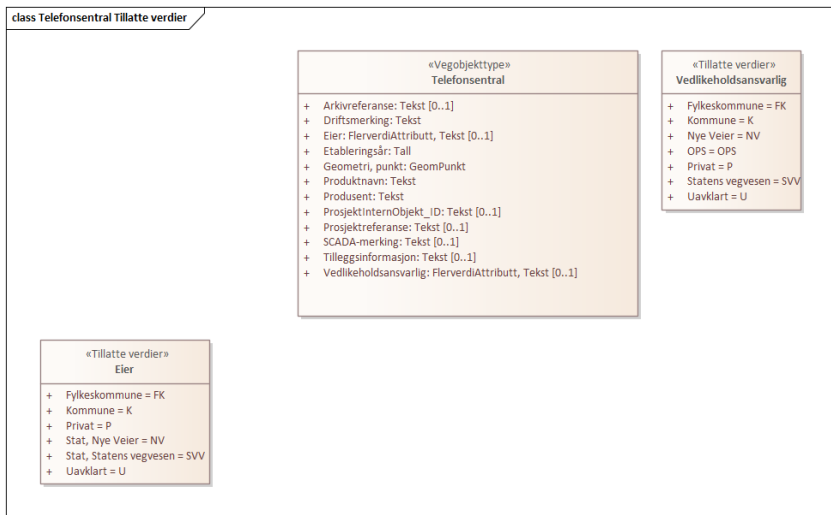 class Telefonsentral Tillatte verdier
«Vegobjekttype»
Telefonsentral
+ Arkivreferanse: Tekst [0..1]
+ Driftsmerking: Tekst
+ Eier: FlerverdiAttributt, Tekst [0..1]
+ Etableringsår: Tall
+ Geometri, punkt: GeomPunkt
+ Produktnavn: Tekst
+ Produsent: Tekst
+ ProsjektInternObjekt_ID: Tekst [0..1]
+ Prosjektreferanse: Tekst [0..1]
+ SCADA-merking: Tekst [0..1]
+ Tilleggsinformasjon: Tekst [0..1]
+ Vedlikeholdsansvarlig: FlerverdiAttributt, Tekst [0..1]
«Tillatte verdier»
Vedlikeholdsansvarlig
+ Fylkeskommune = FK
+ Kommune = K
+ Nye Veier = NV
+ OPS = OPS
+ Privat = P
+ Statens vegvesen = SVV
+ Uavklart = U
«Tillatte verdier»
Eier
+ Fylkeskommune = FK
+ Kommune = K
+ Privat = P
+ Stat, Nye Veier = NV
+ Stat, Statens vegvesen = SVV
+ Uavklart = U